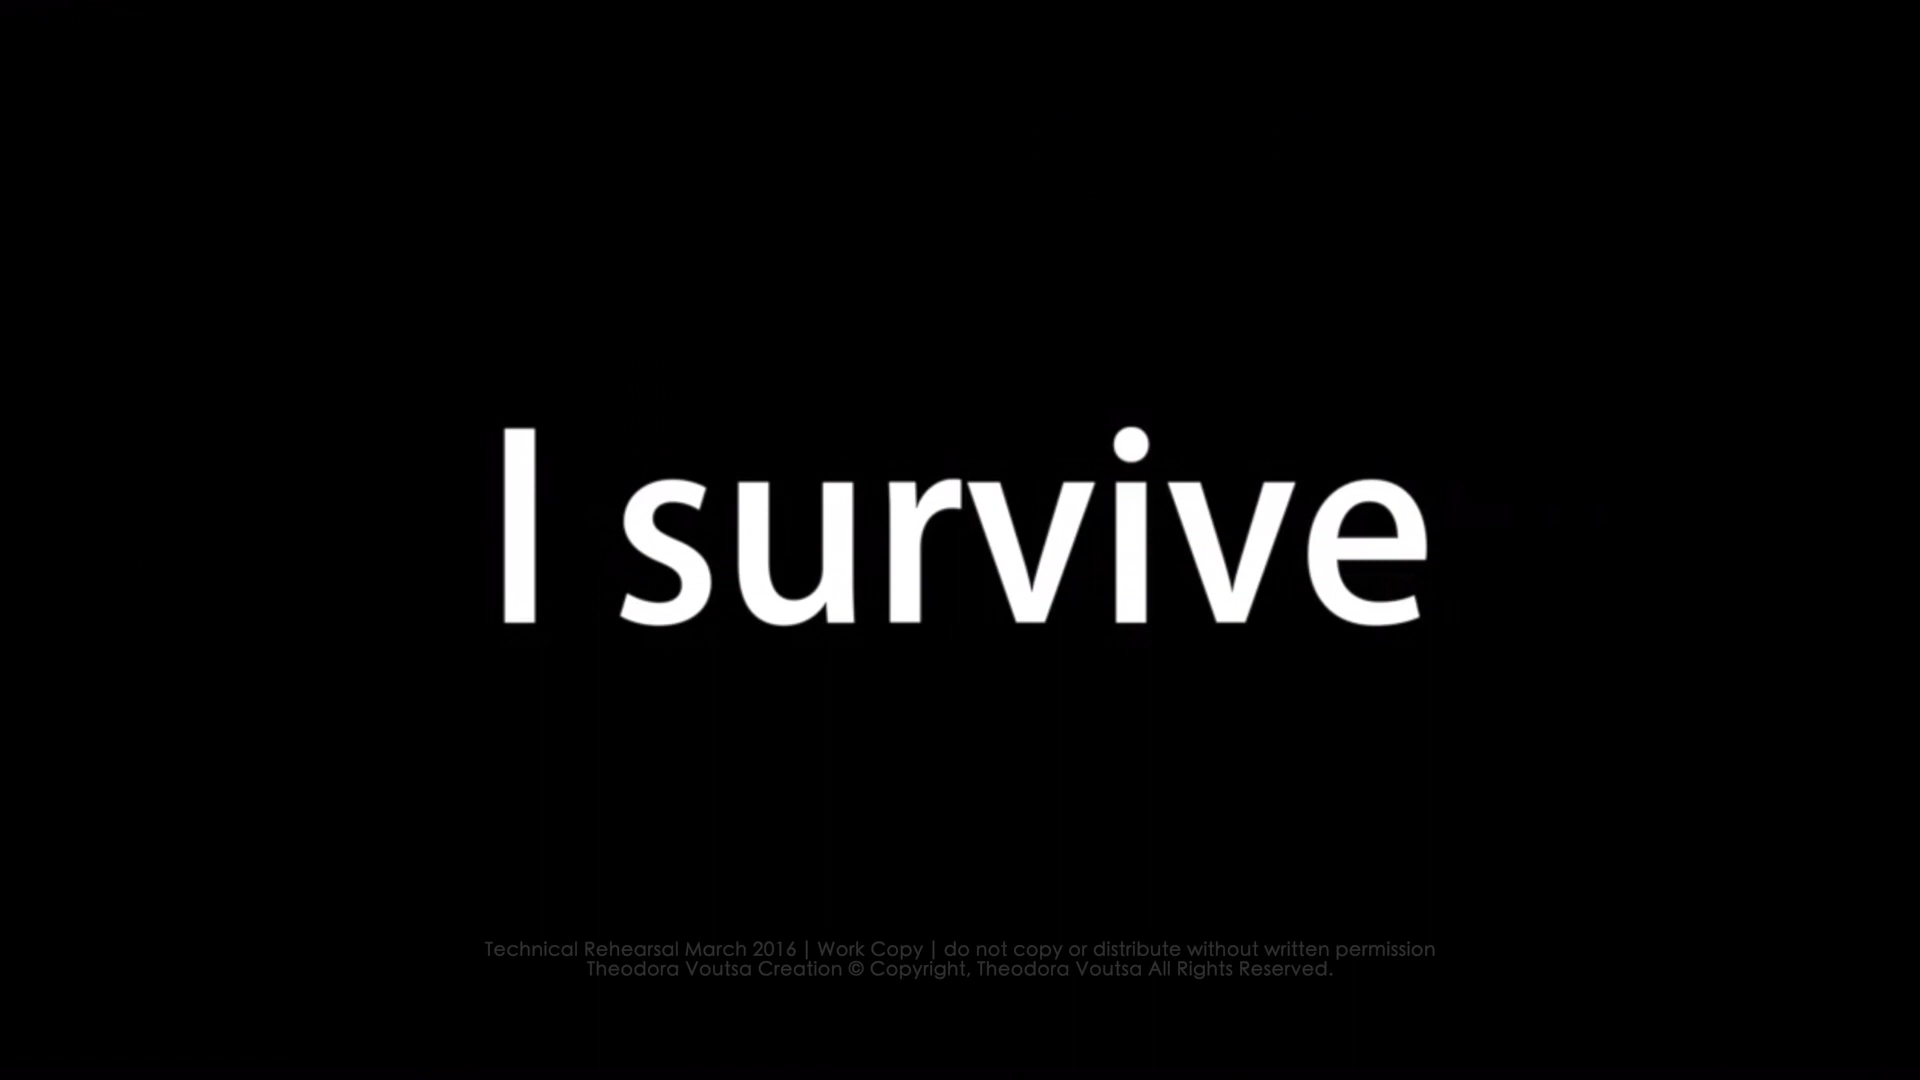 I survive
Technical Rehearsal March 2016 | Work Copy | do not copy or distribute without written permission
Theodora Voutsa Creation © Copyright, Theodora Voutsa All Rights Reserved.